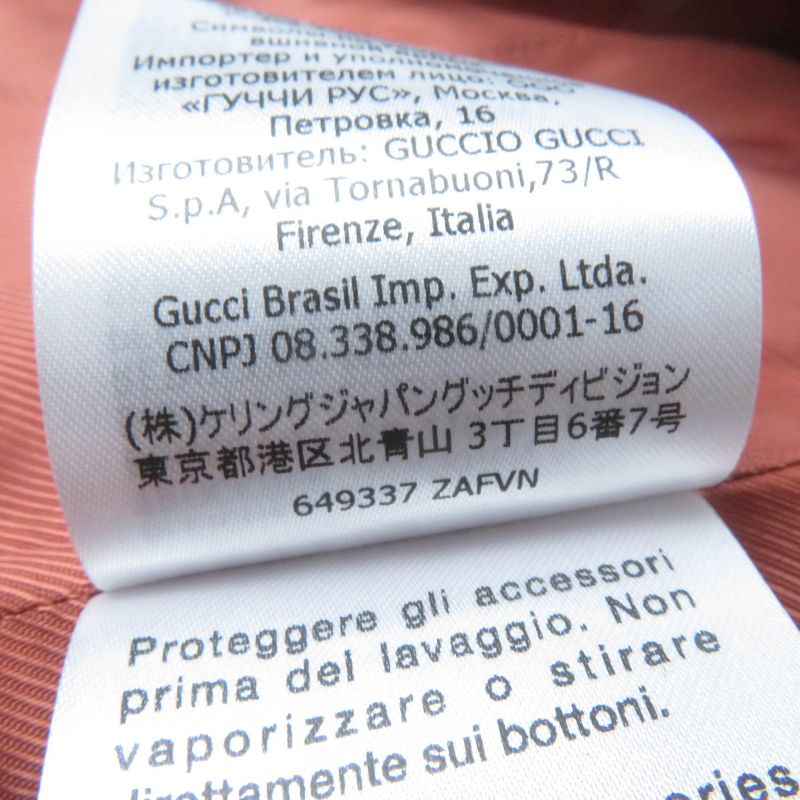 вшивной
Импортер и
изготовителем лицо: ООО
«ГУЧЧИ РУС», Москва,
Петровка, 16
Изготовитель: GUCCIO GUCCI
S.p.A, via Tornabuoni,73/R
Firenze, Italia
Gucci Brasil Imp. Exp. Ltda.
CNPJ 08.338.986/0001-16
(株)ケリングジャパングッチディビジョン
東京都港区北青山 3丁目6番7号
649337 ZAFVN
Proteggere gli accessori
prima del lavaggio. Non
vaporizzare o stirare
direttamente sui bottoni.